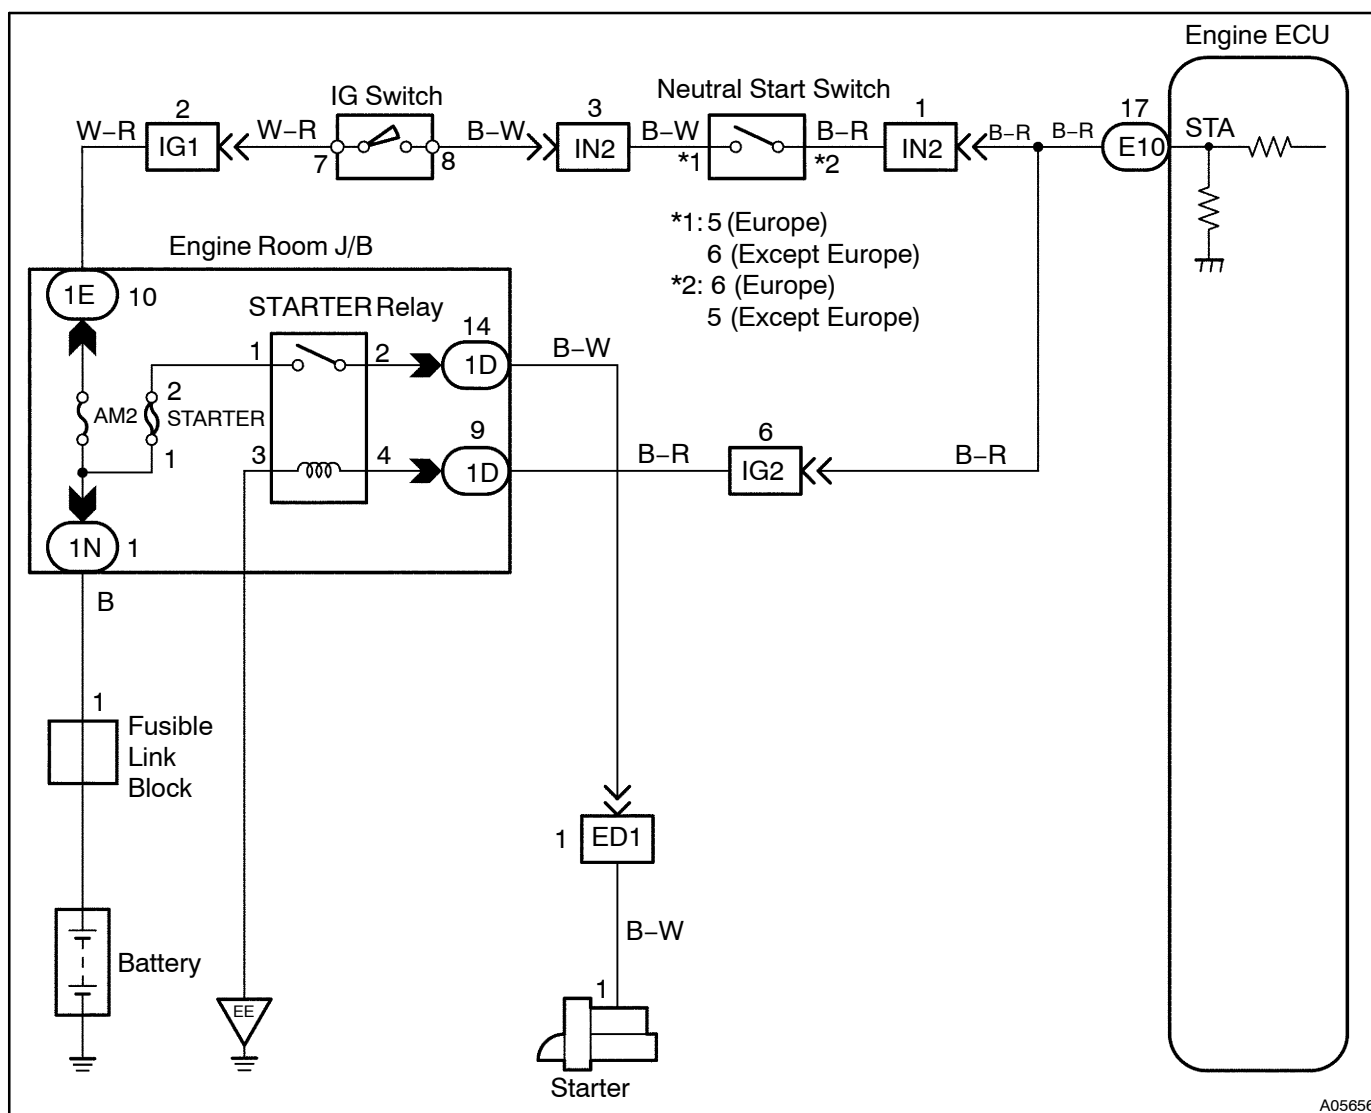 Engine ECU
IG Switch
Neutral Start Switch
2
3
1
17
W–R
IG1
W–R
7
8
B–W
IN2
B–W
*1
B–R
*2
IN2
B–R
B–R
E10
STA
*1: 5 (Europe)
6 (Except Europe)
*2: 6 (Europe)
5 (Except Europe)
Engine Room J/B
1E
10
STARTER Relay
1
2
14
1D
B–W
AM2
2
STARTER
1
3
4
9
1D
B–R
6
IG2
B–R
1N
1
B
1
Fusible
Link
Block
1
ED1
B–W
Battery
EE
1
Starter
A05656